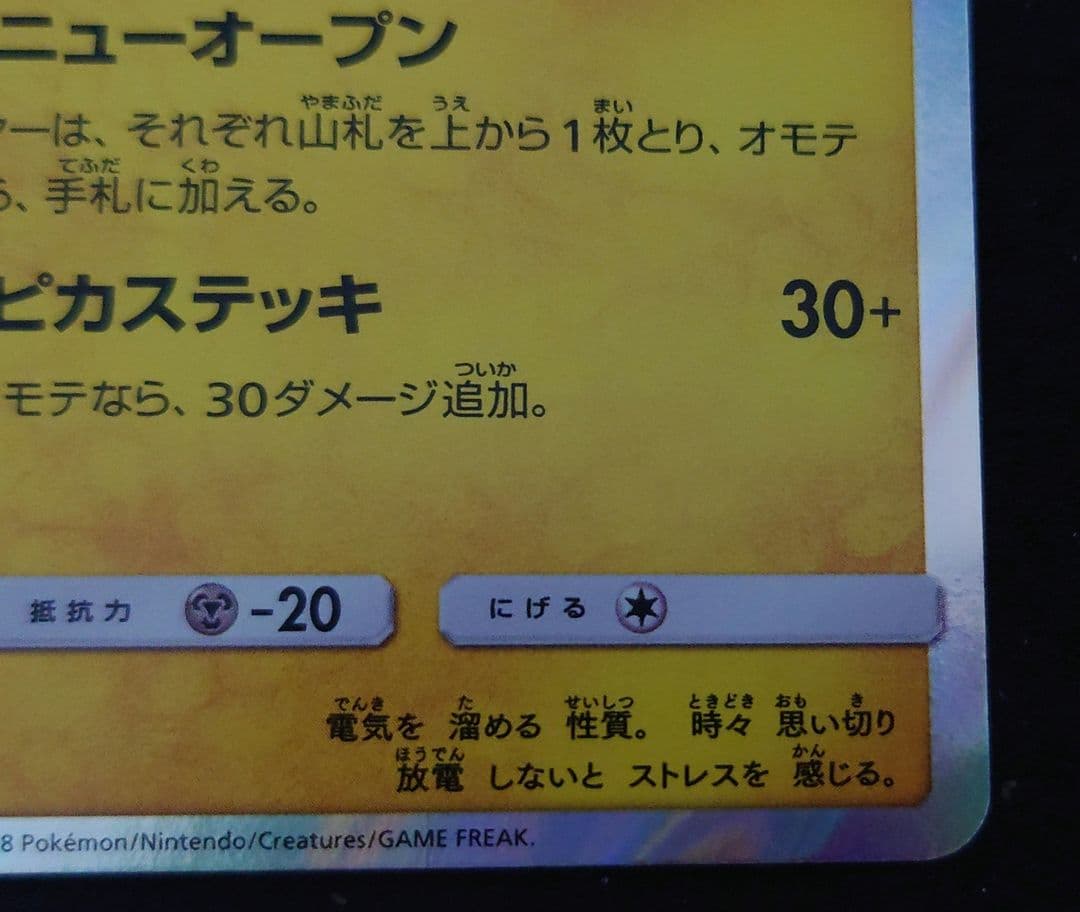 ニューオープン
ーは、それぞれ山札を上から1枚とり、オモテ
、手札に加える。
ピカステッキ 30+
モテなら、30ダメージ追加。
抵抗力 -20 にげる
電気を 溜める 性質。 時々 思い切り
放電 しないと ストレスを 感じる。
8 Pokémon/Nintendo/Creatures/GAME FREAK.